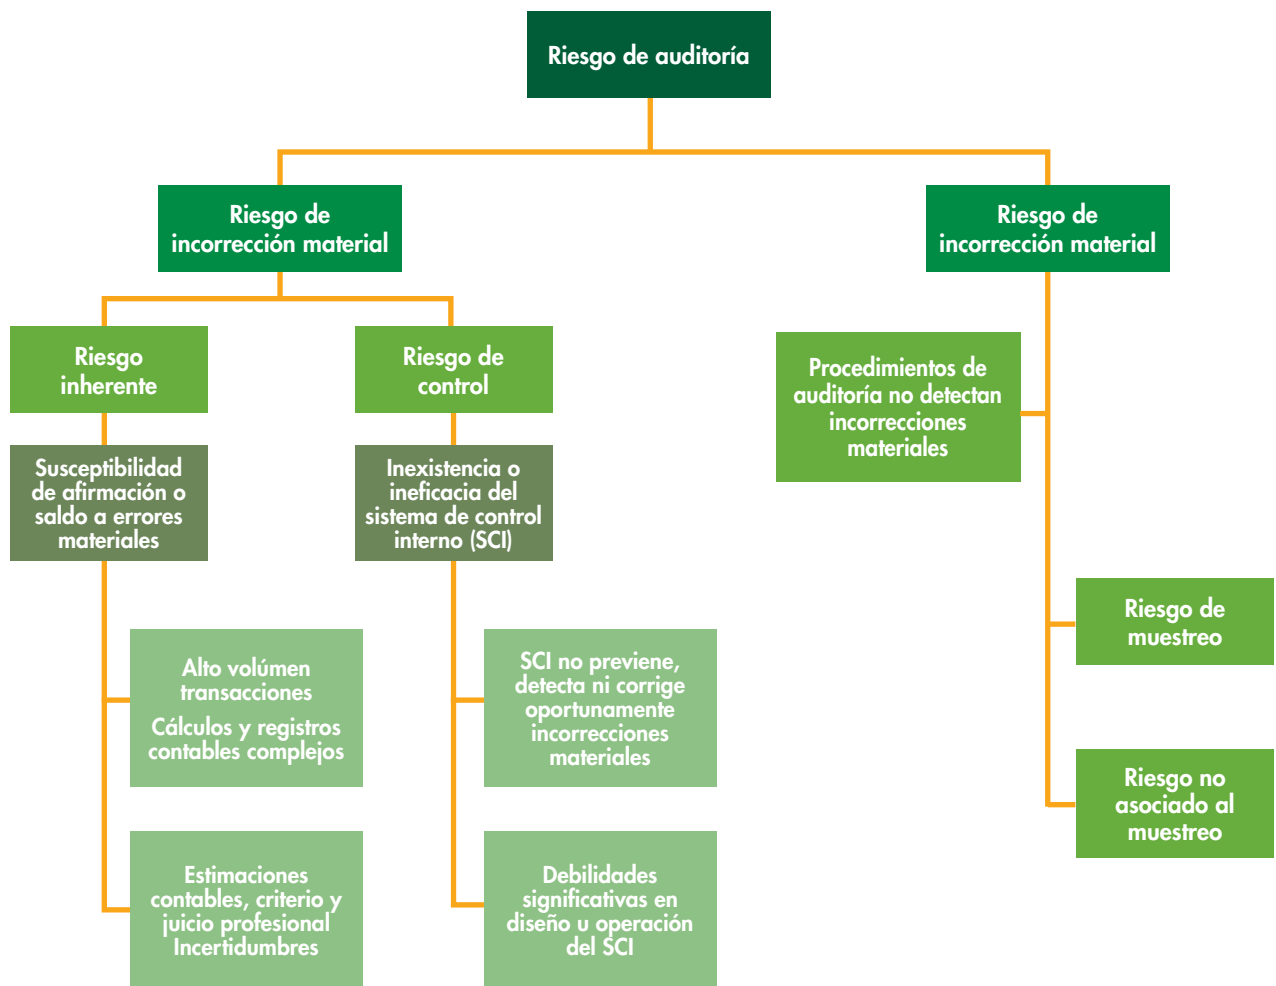 Riesgo de auditoría
Riesgo de
incorrección material
Riesgo de
incorrección material
Riesgo
inherente
Riesgo de
control
Procedimientos de
auditoría no detectan
incorrecciones
materiales
Susceptibilidad
de afirmación o
saldo a errores
materiales
Inexistencia o
ineficacia del
sistema de control
interno (SCI)
Alto volúmen
transacciones
Cálculos y registros
contables complejos
SCI no previene,
detecta ni corrige
oportunamente
incorrecciones
materiales
Riesgo de
muestreo
Riesgo no
asociado al
muestreo
Estimaciones
contables, criterio y
juicio profesional
Incertidumbres
Debilidades
significativas en
diseño u operación
del SCI